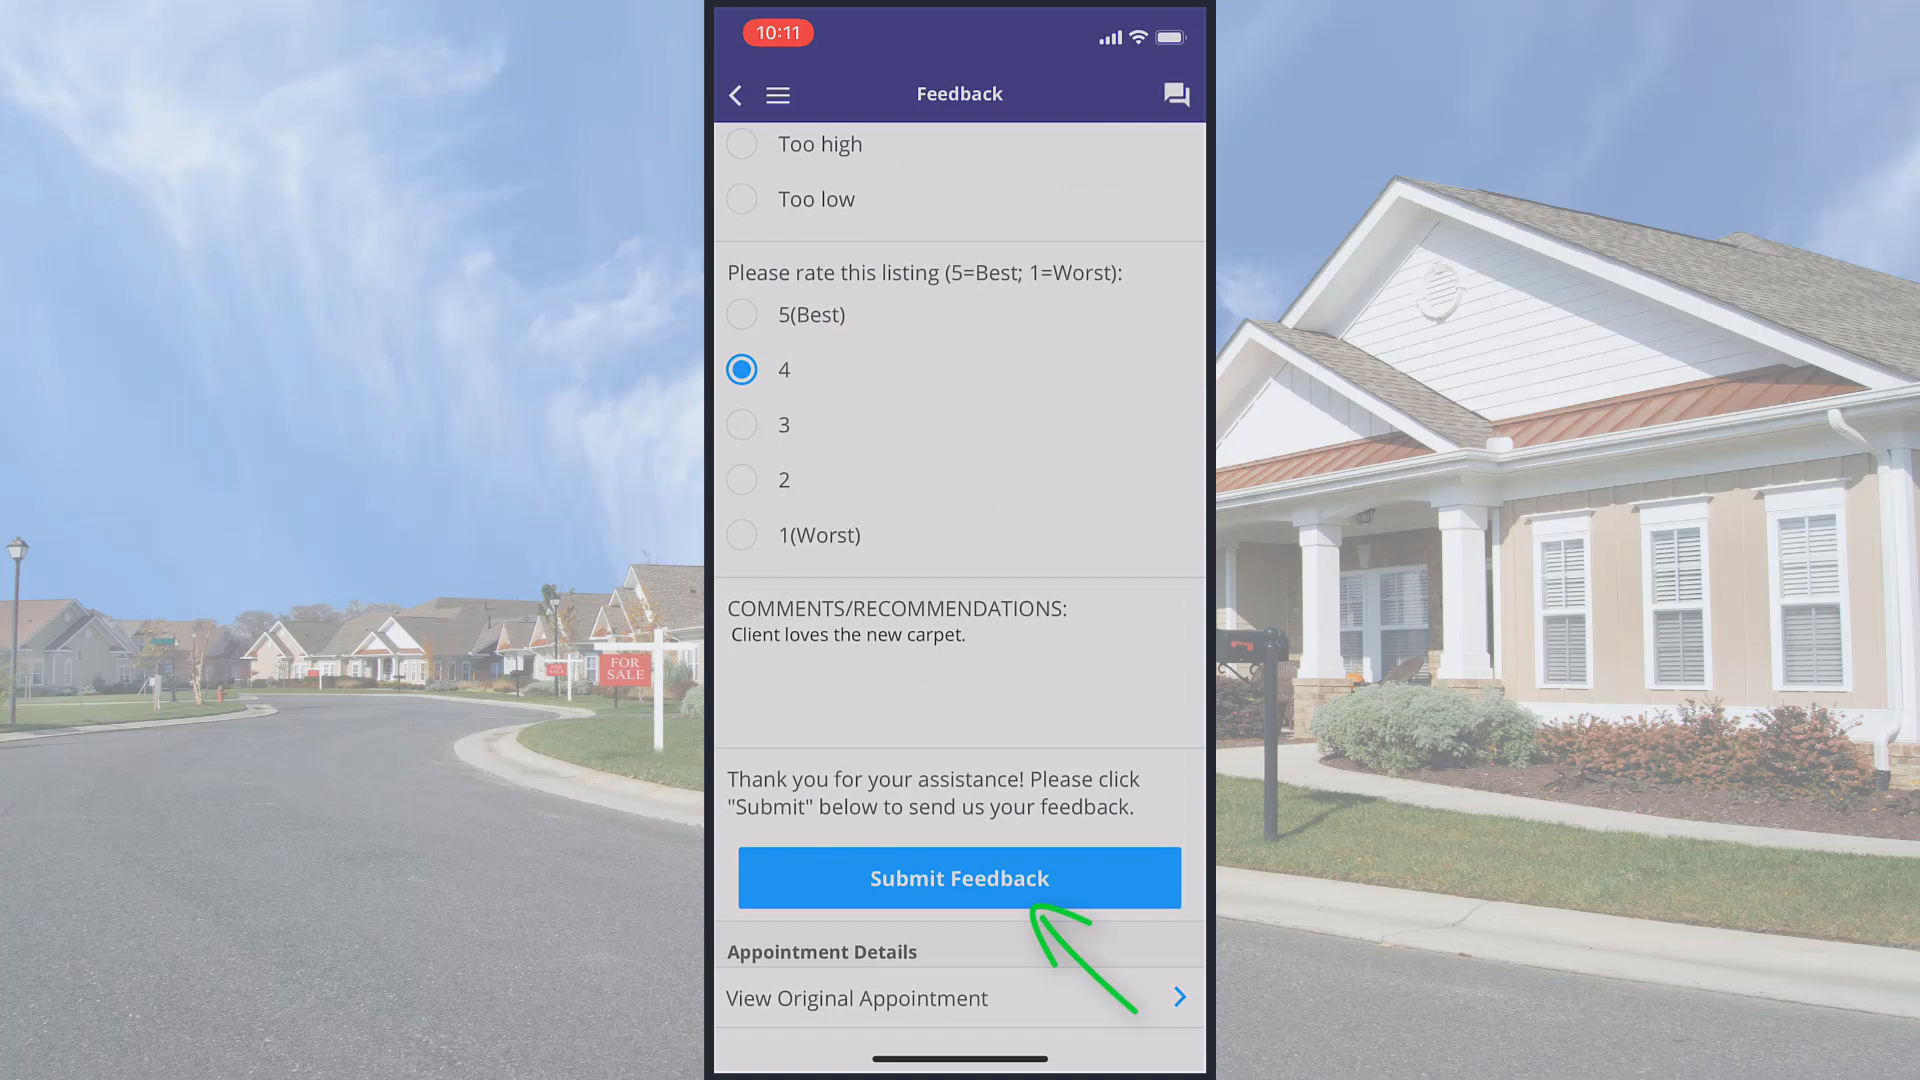 10:11
Feedback
Too high
Too low
Please rate this listing (5=Best; 1=Worst):
5(Best)
4
3
2
1(Worst)
COMMENTS/RECOMMENDATIONS:
Client loves the new carpet.
Thank you for your assistance! Please click
"Submit" below to send us your feedback.
Submit Feedback
Appointment Details
View Original Appointment
FOR
SALE
FOR
SALE